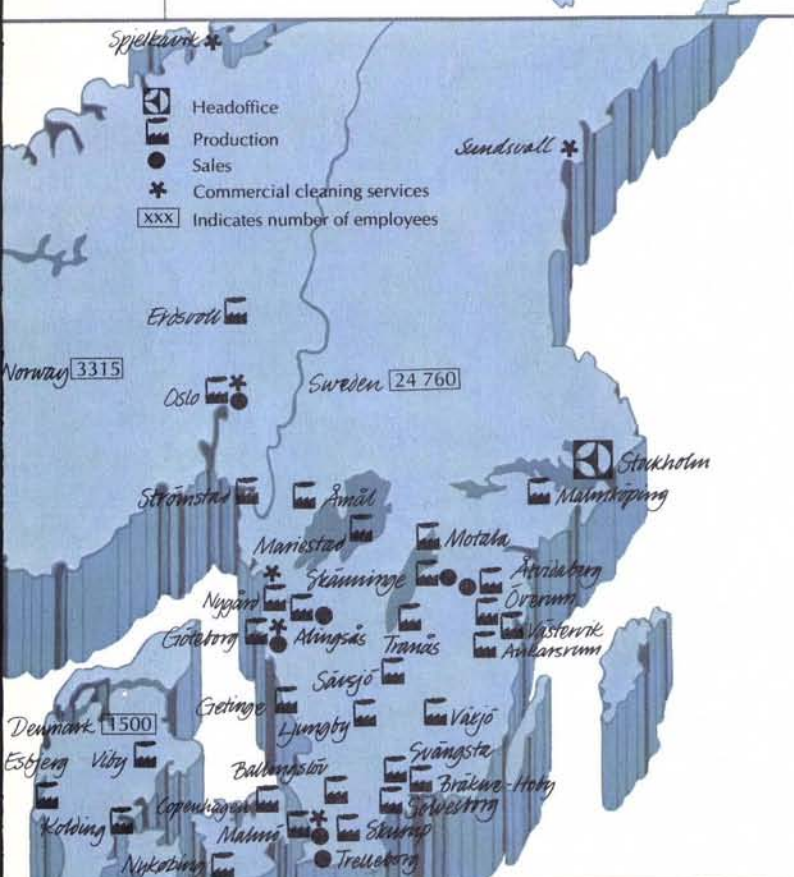 Spjelkavik
Headoffice
Production
Sales
Commercial cleaning services
xxx Indicates number of employees
Sundsvall
Erdsvoll
Norway 3315
Oslo
Sweden 24 760
Stockholm
Strömstad
Åmål
Malmköping
Mariestad
Motala
Skänninge
Åtvidaberg
Nygård
Överum
Göteborg
Alingsås
Tranås
Västervik
Ankarsrum
Sävsjö
Getinge
Ljungby
Växjö
Denmark 1500
Esbjerg
Viby
Svängsta
Ballingslöv
Bräkne-Hoby
Copenhagen
Sölvesborg
Kolding
Malmö
Skurup
Trelleborg
Nykøbing